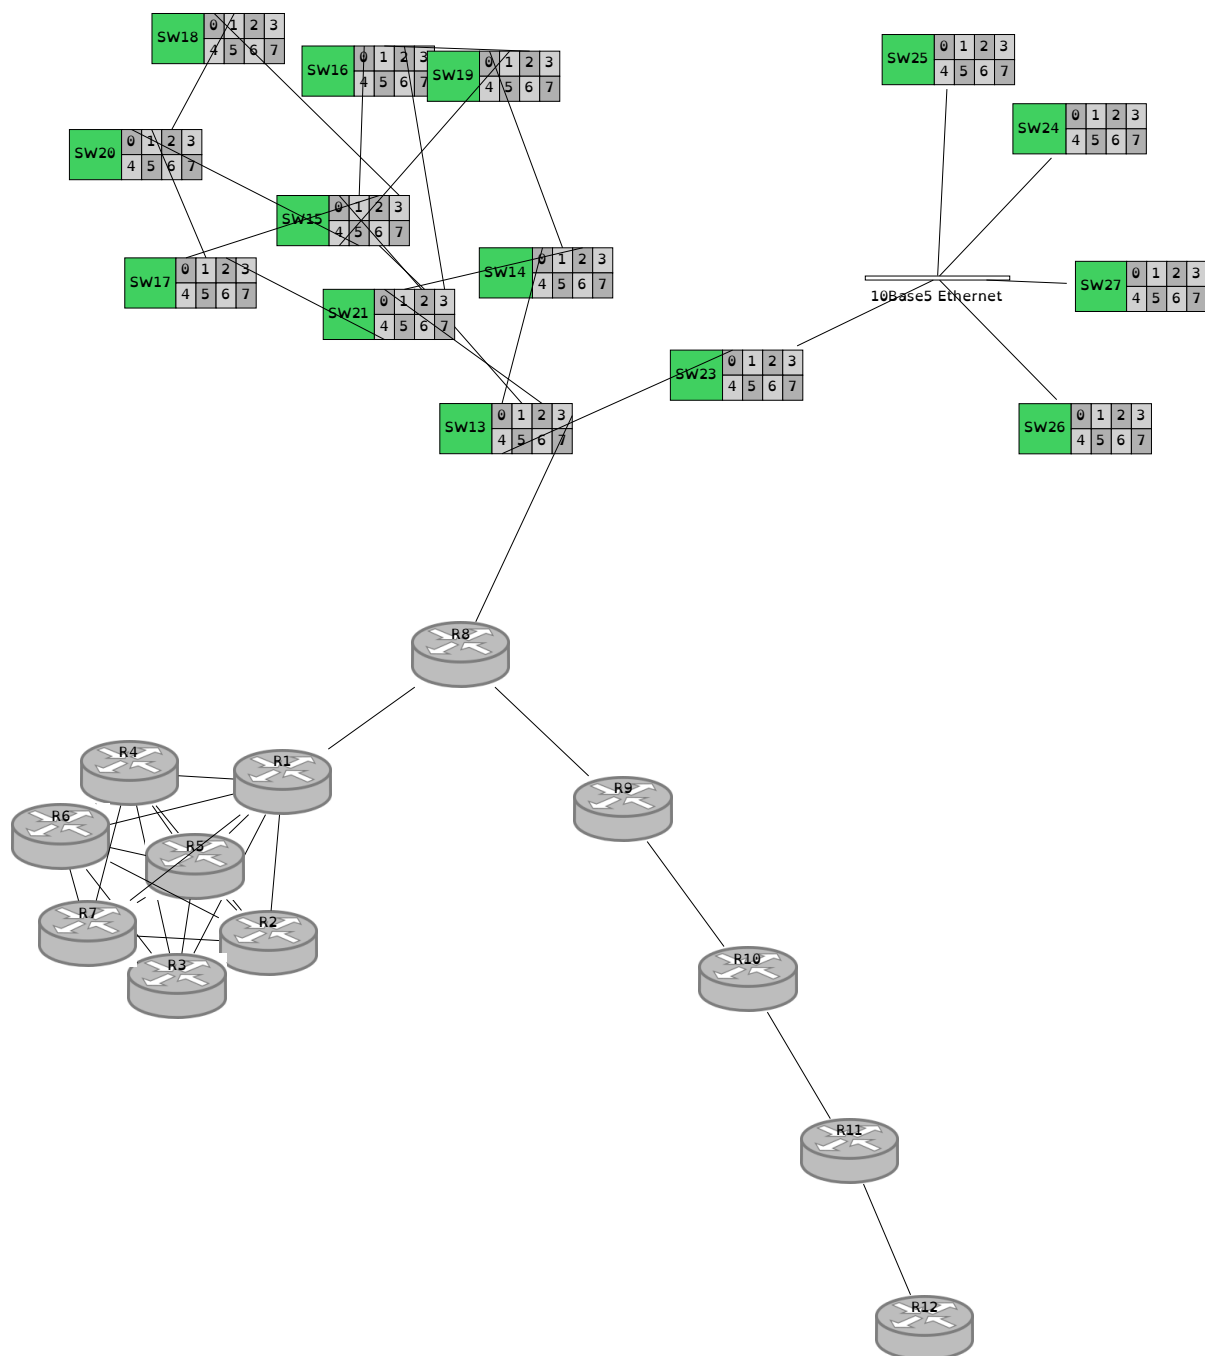 SW18 0 1 2 3
4 5 6 7
SW16 0 1 2 3
4 5 6 7
SW19 0 1 2 3
4 5 6 7
SW25 0 1 2 3
4 5 6 7
SW24 0 1 2 3
4 5 6 7
SW20 0 1 2 3
4 5 6 7
SW15 0 1 2 3
4 5 6 7
SW14 0 1 2 3
4 5 6 7
SW17 0 1 2 3
4 5 6 7
SW27 0 1 2 3
4 5 6 7
10Base5 Ethernet
SW21 0 1 2 3
4 5 6 7
SW23 0 1 2 3
4 5 6 7
SW13 0 1 2 3
4 5 6 7
SW26 0 1 2 3
4 5 6 7
R8
R4
R1
R9
R6
R5
R7
R2
R3
R10
R11
R12